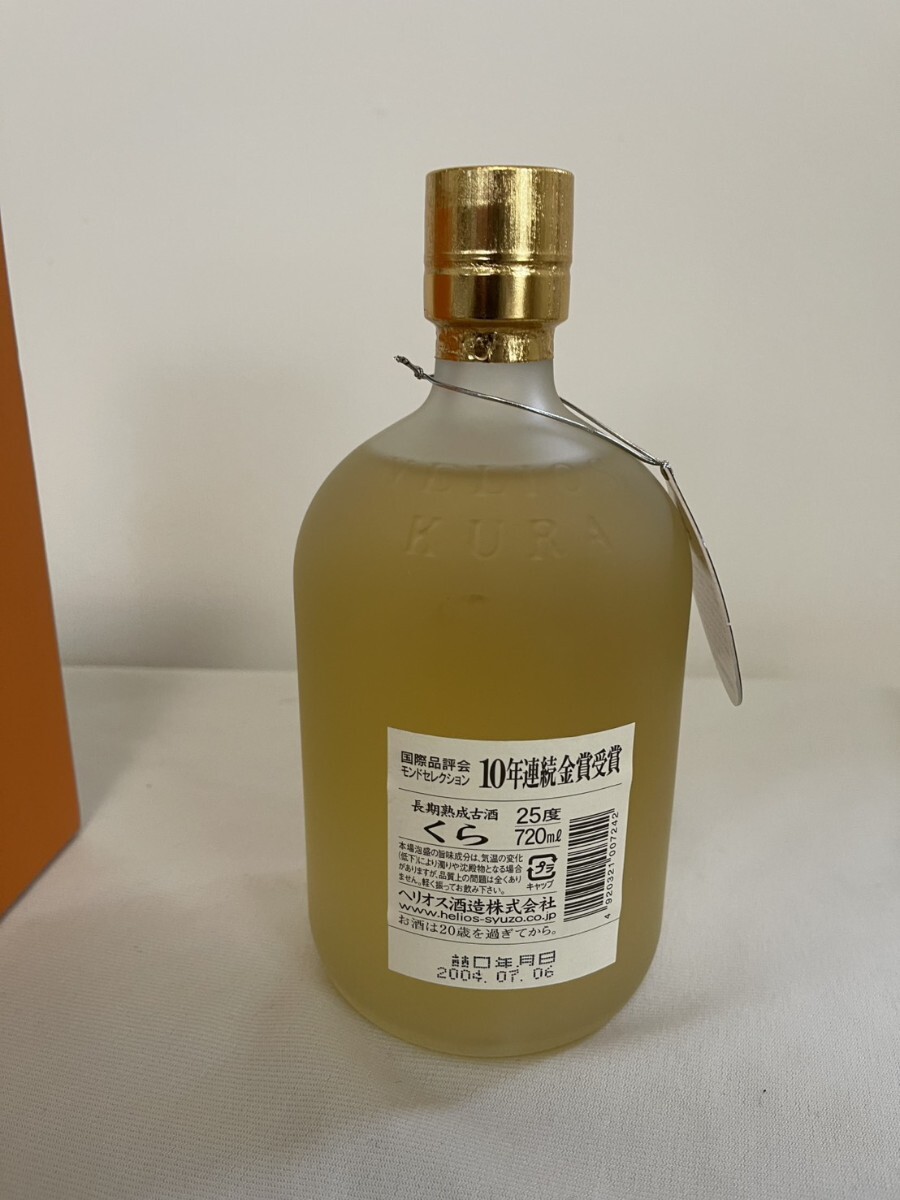 KURA
国際品評会
モンドセレクション
10年連続金賞受賞
長期熟成古酒
くら
25度
720mℓ
本場泡盛の旨味成分は、気温の変化
(低下)により濁りや沈殿物となる場合
がありますが、品質上の問題は全くあり
ません。軽く振ってお飲み下さい。
プラ
キャップ
4920321007242
ヘリオス酒造株式会社
www.helios-syuzo.co.jp
お酒は20歳を過ぎてから。
詰口年月日
2004.07.06